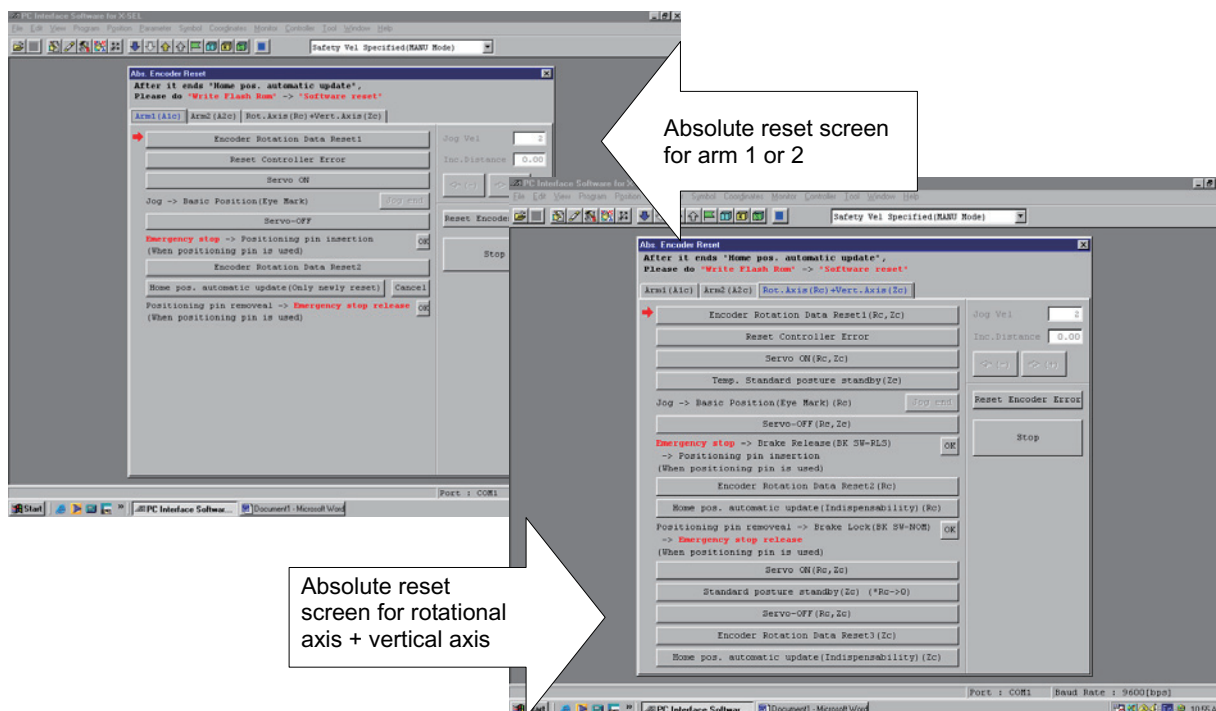 PC Interface Software for X-SEL
File Edit View Program Position Parameter Symbol Coordinates Monitor Controller Tool Window Help
Safety Vel Specified(MANU Mode)
Abs. Encoder Reset
After it ends "Home pos. automatic update",
Please do "Write Flash Rom" -> "Software reset"
Arm1(A1c) Arm2(A2c) Rot.Axis(Rc)+Vert.Axis(Zc)
Encoder Rotation Data Reset1
Reset Controller Error
Servo ON
Jog -> Basic Position(Eye Mark) Jog end
Servo-OFF
Emergency stop -> Positioning pin insertion OK
(When positioning pin is used)
Encoder Rotation Data Reset2
Home pos. automatic update(Only newly reset) Cancel
Positioning pin removeal -> Emergency stop release OK
(When positioning pin is used)
Jog Vel 2
Inc.Distance 0.00
<-(-)
Reset Encode
Stop
Port : COM1
Start
PC Interface Softwar...
Document1 - Microsoft Word
Absolute reset screen
for arm 1 or 2
PC Interface Software for X
File Edit View Program Position Symbol Coordinates Monitor Controller Tool Window Help
Safety Vel Specified(MANU Mode)
Abs. Encoder Reset
After it ends "Home pos. automatic update",
Please do "Write Flash Rom" -> "Software reset"
Arm1(A1c) Arm2(A2c) Rot.Axis(Rc)+Vert.Axis(Zc)
Encoder Rotation Data Reset1(Rc,Zc)
Reset Controller Error
Servo ON(Rc,Zc)
Temp. Standard posture standby(Zc)
Jog -> Basic Position(Eye Mark)(Rc) Jog end
Servo-OFF(Rc,Zc)
Emergency stop -> Brake Release(BK SW-RLS) OK
-> Positioning pin insertion
(When positioning pin is used)
Encoder Rotation Data Reset2(Rc)
Home pos. automatic update(Indispensability)(Rc)
Positioning pin removeal -> Brake Lock(BK SW-NOM) OK
-> Emergency stop release
(When positioning pin is used)
Servo ON(Rc,Zc)
Standard posture standby(Zc) (*Rc->0)
Servo-OFF(Rc,Zc)
Encoder Rotation Data Reset3(Zc)
Home pos. automatic update(Indispensability)(Zc)
Jog Vel 2
Inc.Distance 0.00
<-(-) <-(+)
Reset Encoder Error
Stop
Port : COM1 Baud Rate : 9600[bps]
PC Interface Softwar...
Document1 - Microsoft Word
10:55 A
Absolute reset
screen for rotational
axis + vertical axis